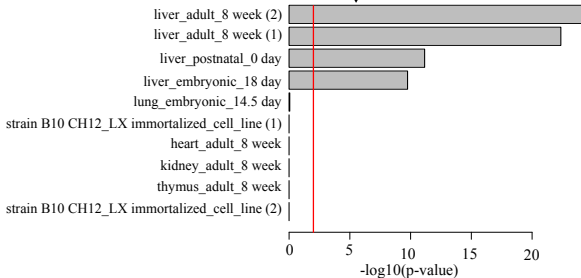 liver_adult_8 week (2)
liver_adult_8 week (1)
liver_postnatal_0 day
liver_embryonic_18 day
lung_embryonic_14.5 day
strain B10 CH12_LX immortalized_cell_line (1)
heart_adult_8 week
kidney_adult_8 week
thymus_adult_8 week
strain B10 CH12_LX immortalized_cell_line (2)
0 5 10 15 20
-log10(p-value)